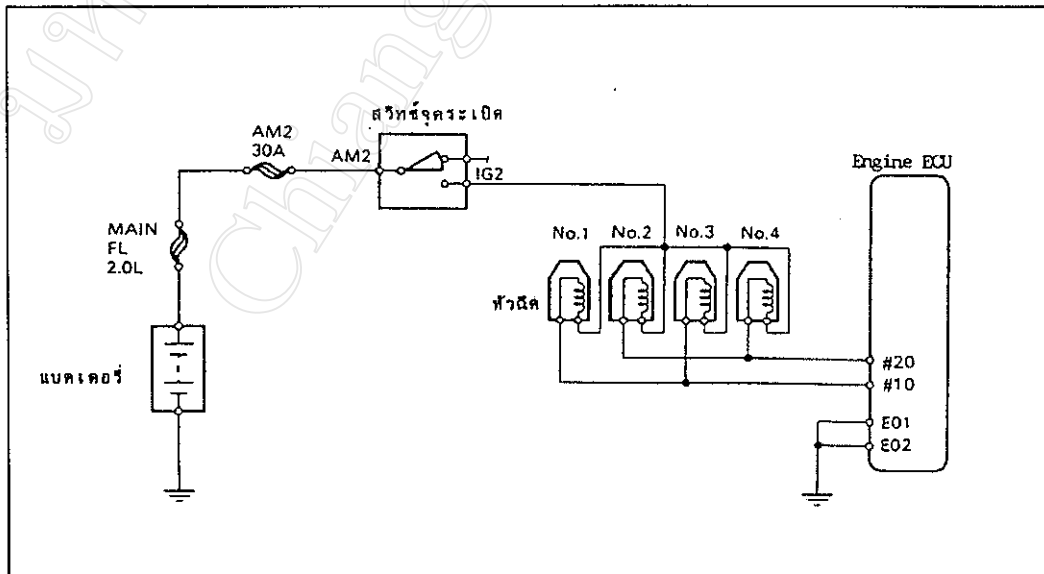 สวิทช์จุดระเบิด
AM2
30A
AM2
IG2
Engine ECU
MAIN
FL
2.0L
No.1 No.2 No.3 No.4
หัวฉีด
แบตเตอรี่
#20
#10
E01
E02
Chiang